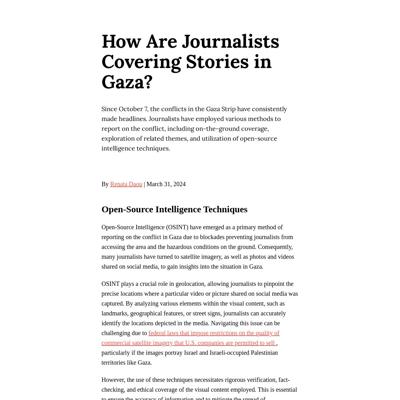 How Are Journalists
Covering Stories in
Gaza?
Since October 7, the conflicts in the Gaza Strip have consistently
made headlines. Journalists have employed various methods to
report on the conflict, including on-the-ground coverage,
exploration of related themes, and utilization of open-source
intelligence techniques.
By Renata Daou | March 31, 2024
Open-Source Intelligence Techniques
Open-Source Intelligence (OSINT) have emerged as a primary method of
reporting on the conflict in Gaza due to blockades preventing journalists from
accessing the area and the hazardous conditions on the ground. Consequently,
many journalists have turned to satellite imagery, as well as photos and videos
shared on social media, to gain insights into the situation in Gaza.
OSINT plays a crucial role in geolocation, allowing journalists to pinpoint the
precise locations where a particular video or picture shared on social media was
captured. By analyzing various elements within the visual content, such as
landmarks, geographical features, or street signs, journalists can accurately
identify the locations depicted in the media. Navigating this issue can be
challenging due to federal laws that impose restrictions on the quality of
commercial satellite imagery that U.S. companies are permitted to sell ,
particularly if the images portray Israel and Israeli-occupied Palestinian
territories like Gaza.
However, the use of these techniques necessitates rigorous verification, fact-
checking, and ethical coverage of the visual content employed. This is essential
to ensure the accuracy of information and to mitigate the spread of